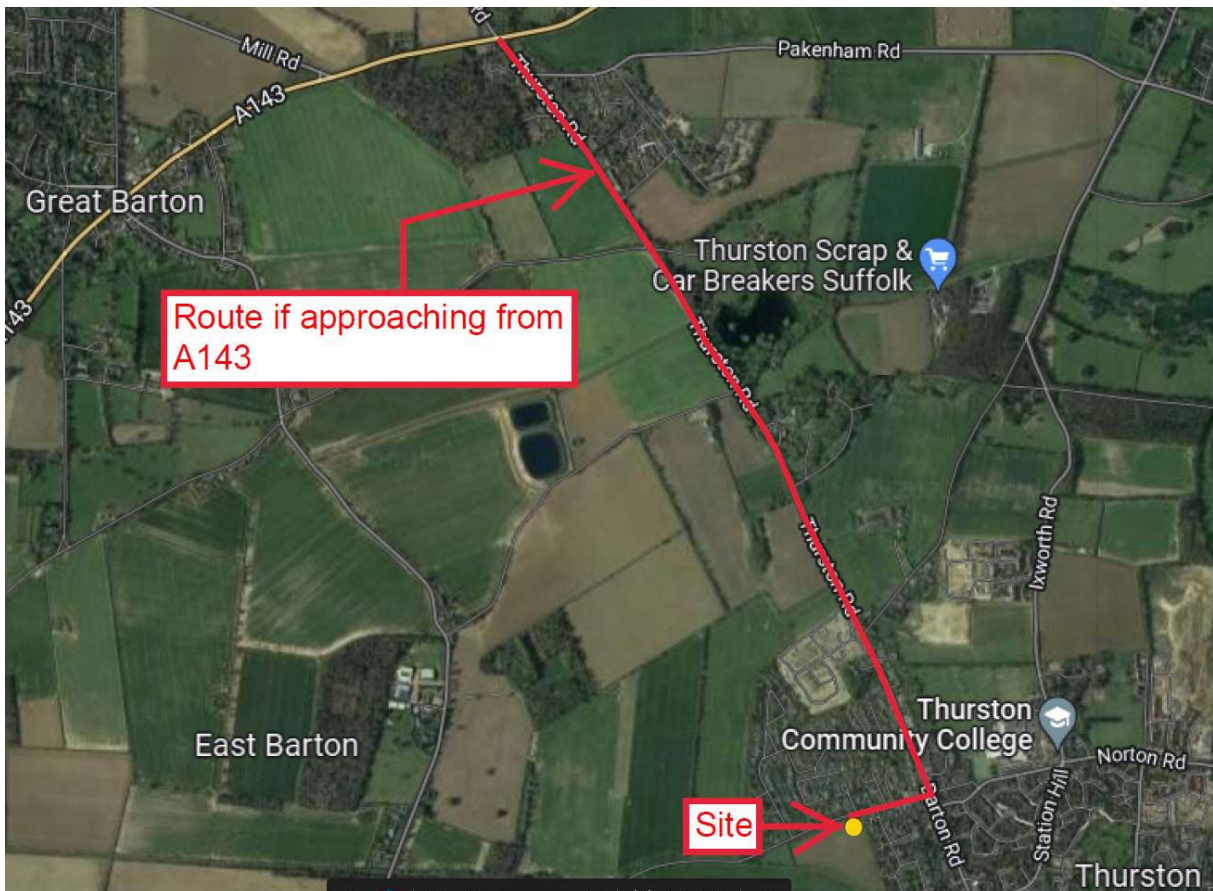 Rd
Mill Rd
Pakenham Rd
Thurston Rd
A143
Great Barton
Thurston Scrap &
Car Breakers Suffolk
A143
Route if approaching from
A143
Thurston Rd
Thurston Rd
Ixworth Rd
Thurston
Community College
East Barton
Norton Rd
Site
Barton Rd
Station Hill
Thurston